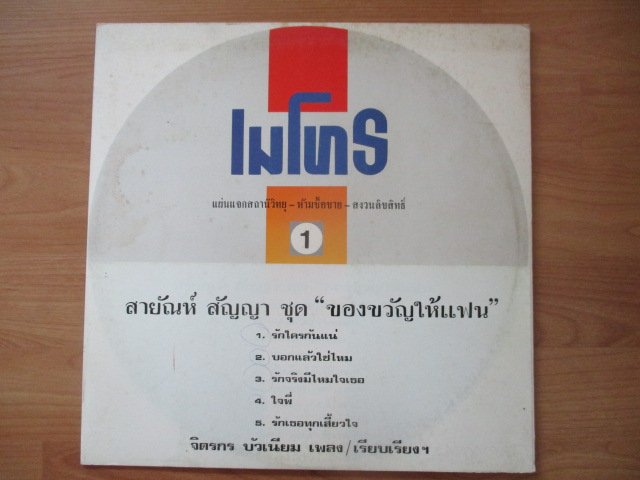 เมโทร
แผ่นแจกสถานีวิทยุ - ห้ามซื้อขาย - สงวนลิขสิทธิ์
1
สายัณห์ สัญญา ชุด “ของขวัญให้แฟน”
1. รักใครกันแน่
2. บอกแล้วใช่ไหม
3. รักจริงมีไหมใจเธอ
4. ใจพี่
5. รักเธอทุกเสี้ยวใจ
จิตรกร บัวเนียม เพลง/เรียบเรียงฯ